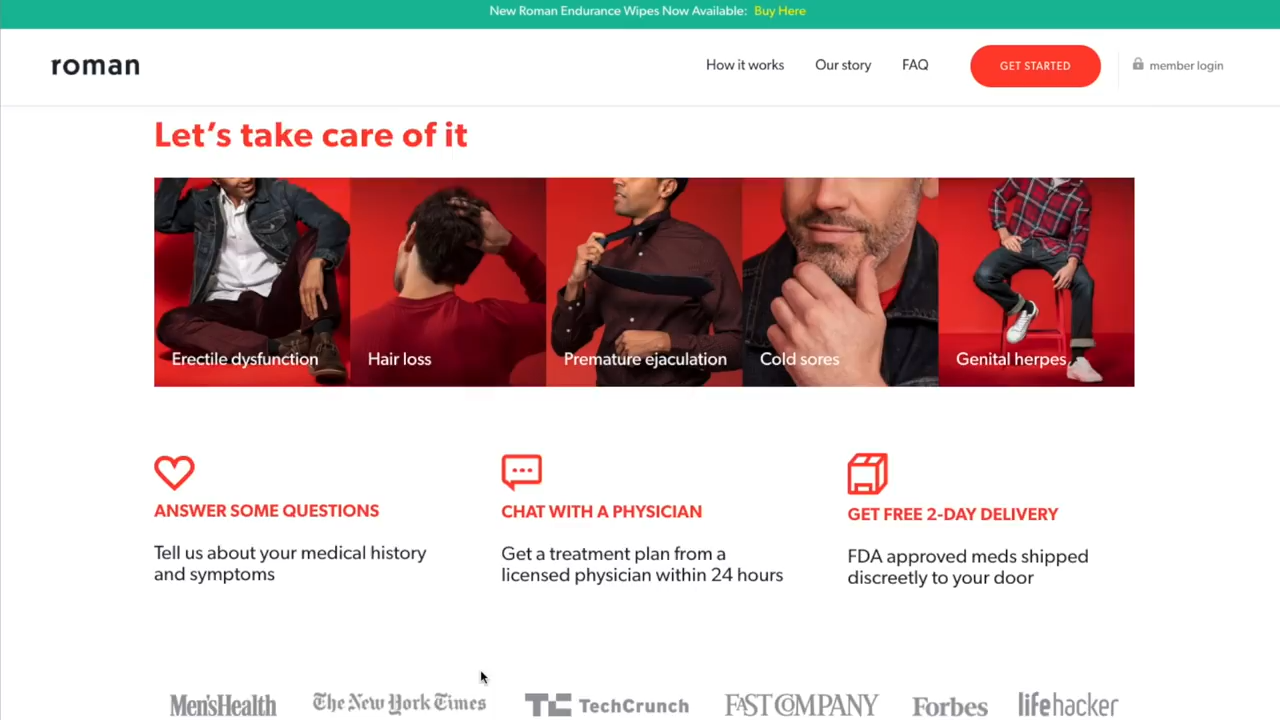 New Roman Endurance Wipes Now Available: Buy Here
roman
How it works
Our story
FAQ
GET STARTED
member login
Let's take care of it
Erectile dysfunction
Hair loss
Premature ejaculation
Cold sores
Genital herpes
ANSWER SOME QUESTIONS
Tell us about your medical history
and symptoms
CHAT WITH A PHYSICIAN
Get a treatment plan from a
licensed physician within 24 hours
GET FREE 2-DAY DELIVERY
FDA approved meds shipped
discreetly to your door
Men'sHealth
The New York Times
TC TechCrunch
FAST COMPANY
Forbes
lifehacker